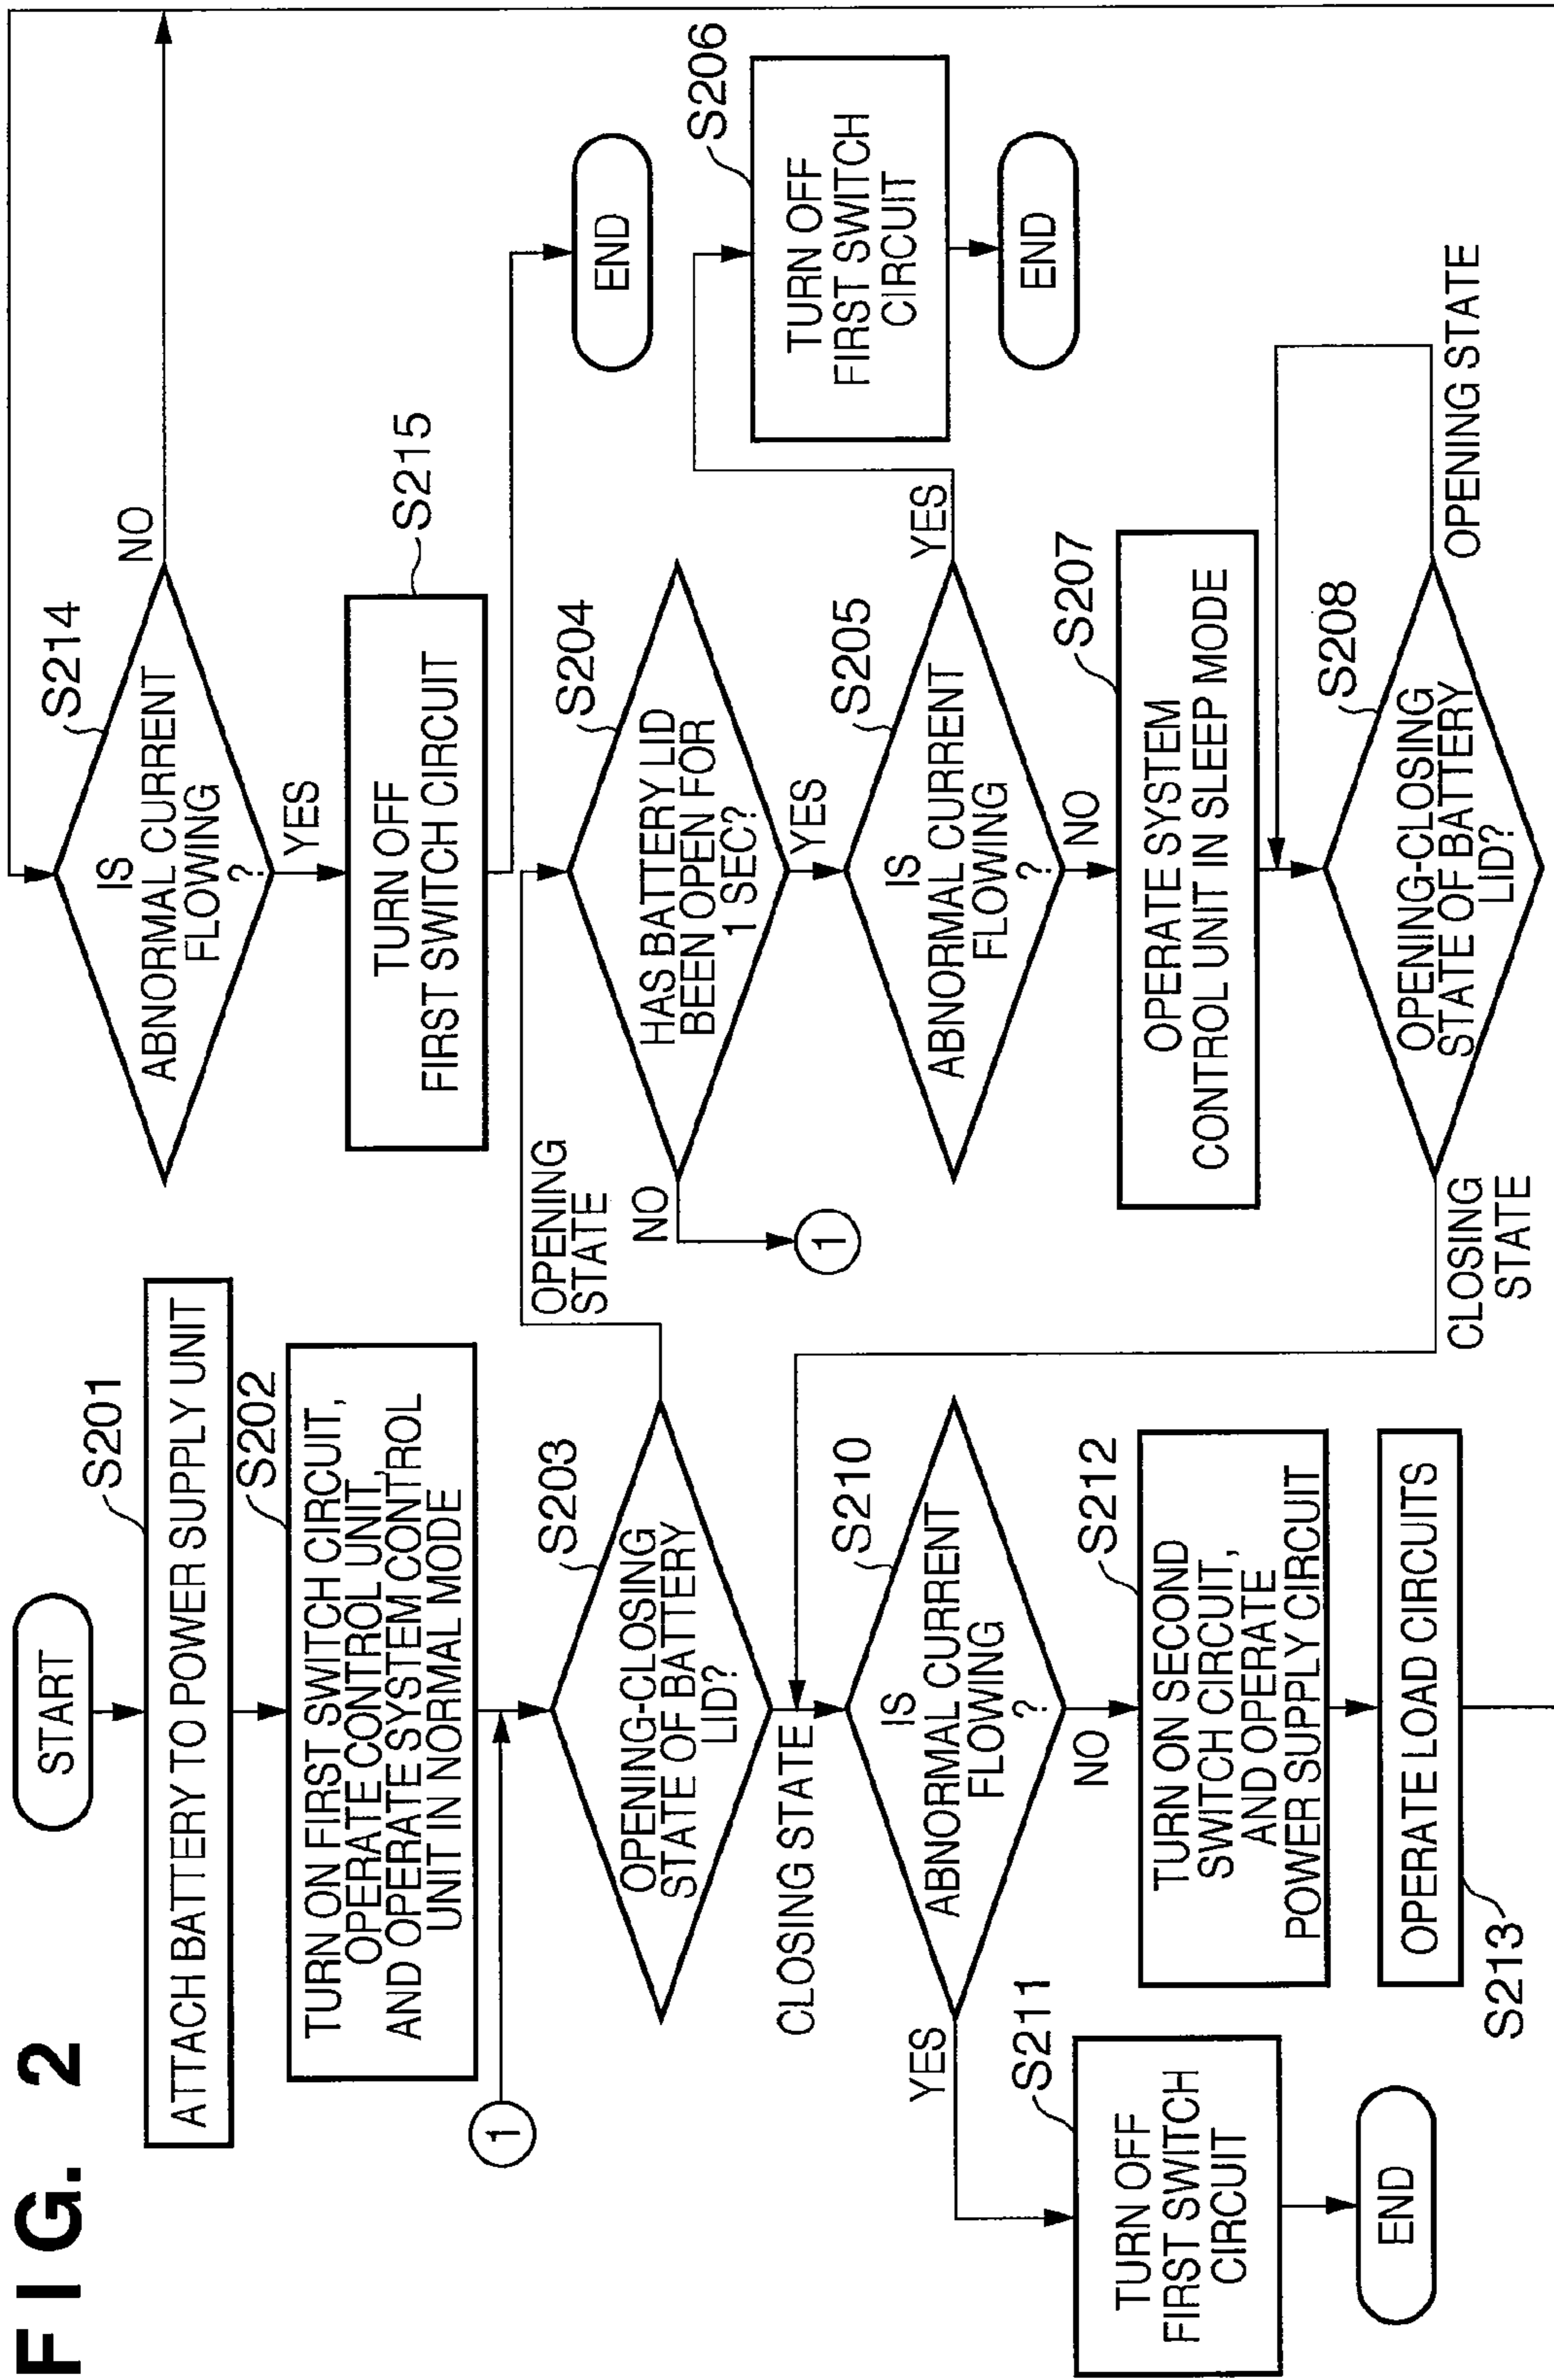 FIG. 2
START
S201
ATTACH BATTERY TO POWER SUPPLY UNIT
S202
TURN ON FIRST SWITCH CIRCUIT,
OPERATE CONTROL UNIT,
AND OPERATE SYSTEM CONTROL
UNIT IN NORMAL MODE
1
S203
OPENING-CLOSING
STATE OF BATTERY
LID?
OPENING
STATE
CLOSING STATE
S210
IS
ABNORMAL CURRENT
FLOWING
?
YES
NO
S211
TURN OFF
FIRST SWITCH
CIRCUIT
END
S212
TURN ON SECOND
SWITCH CIRCUIT,
AND OPERATE
POWER SUPPLY CIRCUIT
OPERATE LOAD CIRCUITS
S213
S214
IS
ABNORMAL CURRENT
FLOWING
?
NO
YES
S215
TURN OFF
FIRST SWITCH CIRCUIT
END
S204
HAS BATTERY LID
BEEN OPEN FOR
1 SEC?
NO
1
YES
S205
IS
ABNORMAL CURRENT
FLOWING
?
YES
S206
TURN OFF
FIRST SWITCH
CIRCUIT
END
NO
S207
OPERATE SYSTEM
CONTROL UNIT IN SLEEP MODE
S208
OPENING-CLOSING
STATE OF BATTERY
LID?
OPENING STATE
CLOSING
STATE